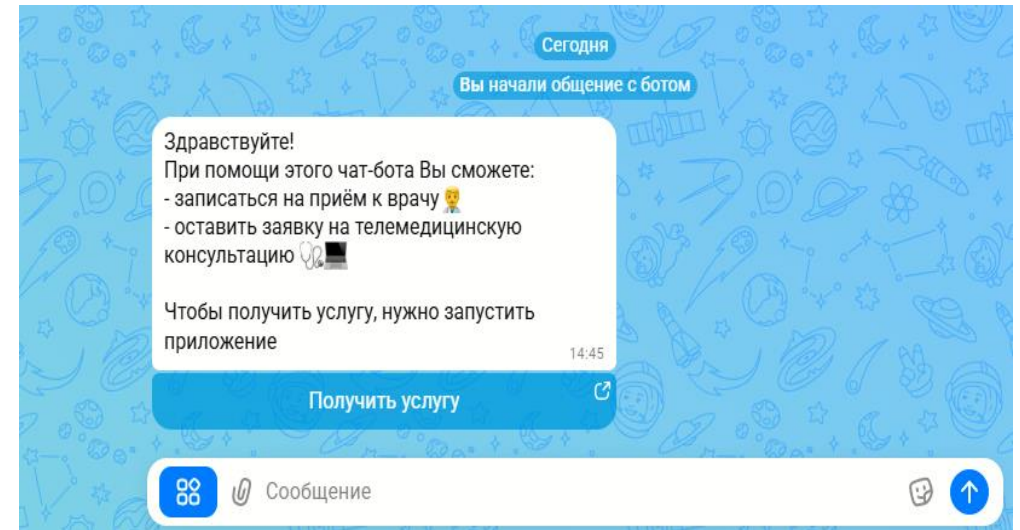 Сегодня
Вы начали общение с ботом
Здравствуйте!
При помощи этого чат-бота Вы сможете:
- записаться на приём к врачу👨‍⚕️
- оставить заявку на телемедицинскую
консультацию 🩺💻
Чтобы получить услугу, нужно запустить
приложение
14:45
Получить услугу
Сообщение